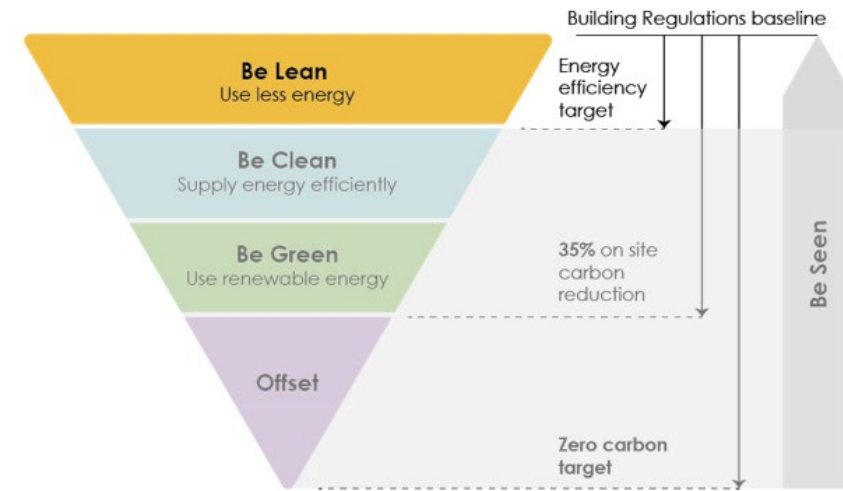 Building Regulations baseline
Be Lean
Use less energy
Energy
efficiency
target
Be Clean
Supply energy efficiently
Be Green
Use renewable energy
35% on site
carbon
reduction
Offset
Zero carbon
target
Be Seen